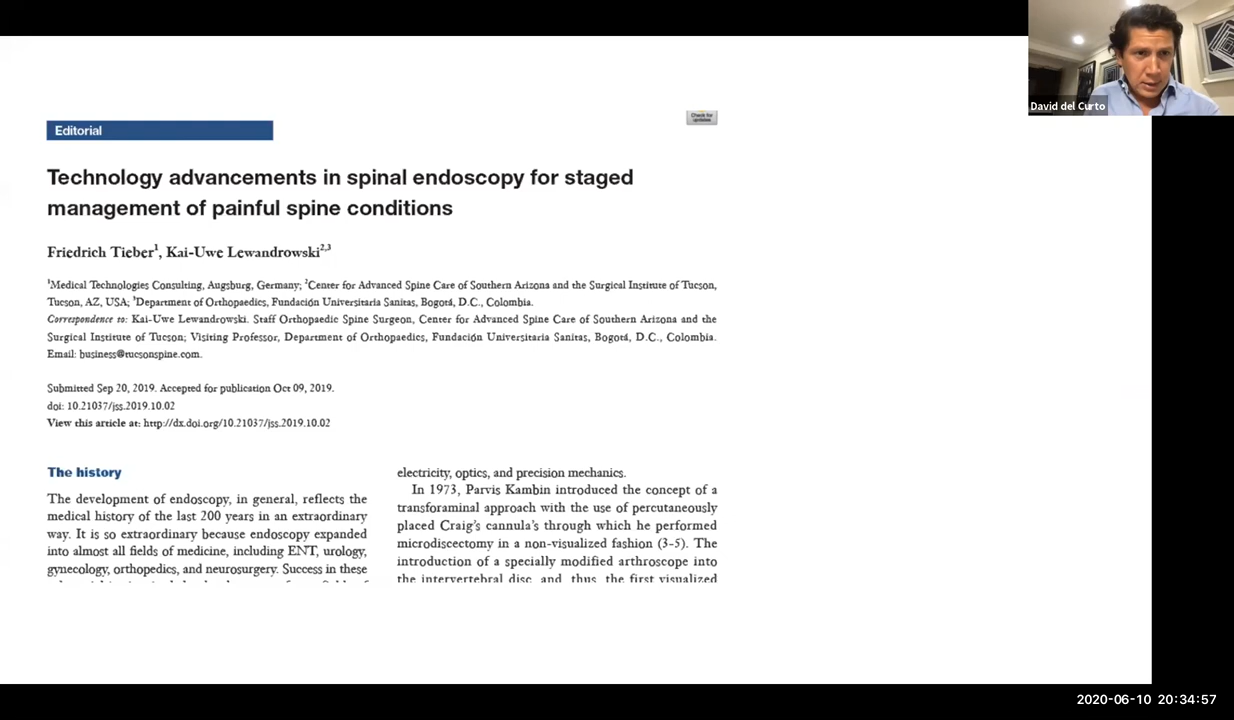 David del Curto
Check for
updates
Editorial
Technology advancements in spinal endoscopy for staged
management of painful spine conditions
Friedrich Tieber1, Kai-Uwe Lewandrowski2,3
1Medical Technologies Consulting, Augsburg, Germany; 2Center for Advanced Spine Care of Southern Arizona and the Surgical Institute of Tucson,
Tucson, AZ, USA; 3Department of Orthopaedics, Fundación Universitaria Sanitas, Bogotá, D.C., Colombia.
Correspondence to: Kai-Uwe Lewandrowski. Staff Orthopaedic Spine Surgeon, Center for Advanced Spine Care of Southern Arizona and the
Surgical Institute of Tucson; Visiting Professor, Department of Orthopaedics, Fundación Universitaria Sanitas, Bogotá, D.C., Colombia.
Email: business@tucsonspine.com.
Submitted Sep 20, 2019. Accepted for publication Oct 09, 2019.
doi: 10.21037/jss.2019.10.02
View this article at: http://dx.doi.org/10.21037/jss.2019.10.02
The history
The development of endoscopy, in general, reflects the
medical history of the last 200 years in an extraordinary
way. It is so extraordinary because endoscopy expanded
into almost all fields of medicine, including ENT, urology,
gynecology, orthopedics, and neurosurgery. Success in these
electricity, optics, and precision mechanics.
In 1973, Parvis Kambin introduced the concept of a
transforaminal approach with the use of percutaneously
placed Craig's cannula's through which he performed
microdiscectomy in a non-visualized fashion (3-5). The
introduction of a specially modified arthroscope into
the intervertebral disc and, thus, the first visualized
2020-06-10 20:34:57